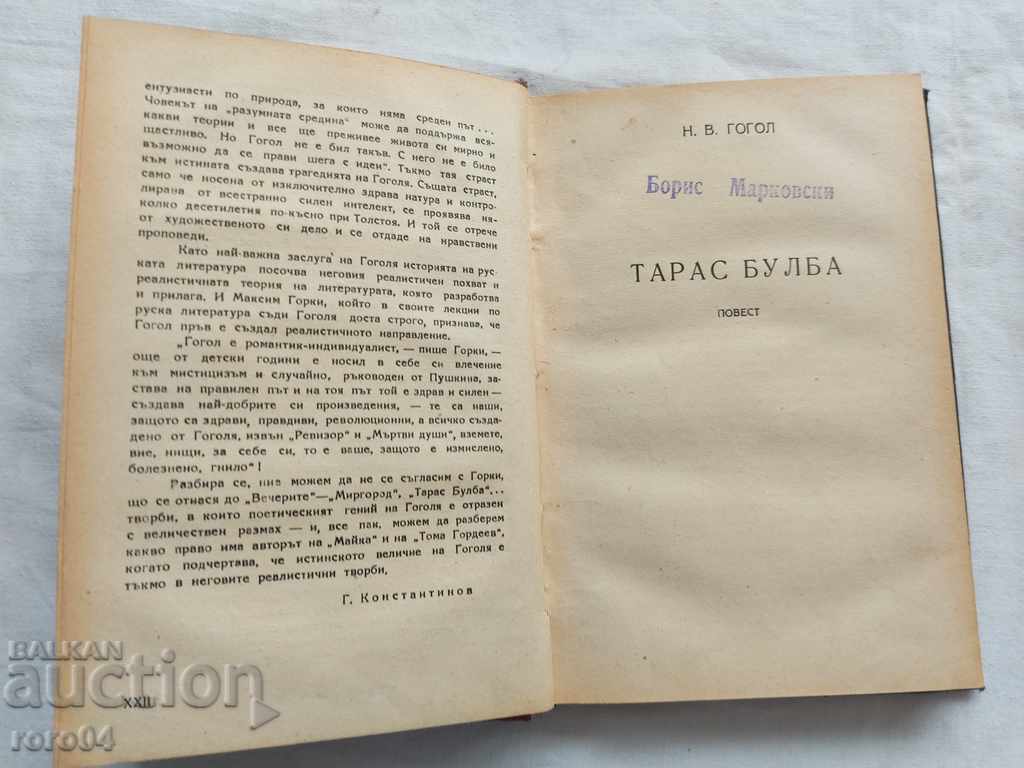 ентузиасти по природа, за които няма среден път...
Човекът на „разумната средина" може да поддържа вся-
какви теории и все ще преживее живота си мирно и
щастливо. Но Гогол не е бил такъв. С него не е било
възможно да се прави шега с идеи". Тъкмо тая страст
към истината създава трагедията на Гоголя. Същата страст,
само че носена от изключително здрава натура и контро-
лирана от всестранно силен интелект, се проявява ня-
колко десетилетия по-късно при Толстоя. И той се отрече
от художественото си дело и се отдаде на нравствени
проповеди.
Като най-важна заслуга на Гоголя историята на рус-
ката литература посочва неговия реалистичен похват и
реалистичната теория на литературата, която разработва
и прилага. И Максим Горки, който в своите лекции по
руска литература съди Гоголя доста строго, признава, че
Гогол пръв е създал реалистичното направление.
„Гогол е романтик-индивидуалист, — пише Горки, —
още от детски години е носил в себе си влечение
към мистицизъм и случайно, ръководен от Пушкина, за-
става на правилен път и на тоя път той е здрав и силен —
създава най-добрите си произведения, — те са наши,
защото са здрави, правдиви, революционни, а всичко създа-
дено от Гоголя, извън „Ревизор" и „Мъртви души", вземете,
вие, нищи, за себе си, то е ваше, защото е измислено,
болезнено, гнило"!
Разбира се, ние можем да не се съгласим с Горки,
що се отнася до „Вечерите"—„Миргород", „Тарас Булба"...
творби, в които поетическият гений на Гоголя е отразен
с величествен размах — и, все пак, можем да разберем
какво право има авторът на „Майка" и на „Тома Гордеев",
когато подчертава, че истинското величие на Гоголя е
тъкмо в неговите реалистични творби.
Г. Константинов
XXII
Н. В. ГОГОЛ
Борис Марковски
ТАРАС БУЛБА
ПОВЕСТ
BALKAN
auction
roro04